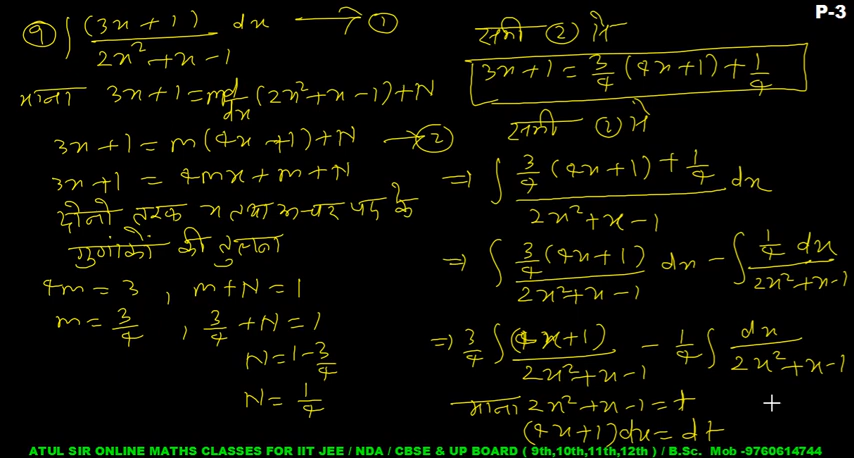 P-3
9) ∫ (3x+1)/(2x²+x-1) dx → ①
माना 3x+1 = m d/dx (2x²+x-1) + N
3x+1 = m(4x+1)+N → ②
3x+1 = 4mx + m + N
दोनो तरफ x तथा अचर पद के
गुणांको की तुलना
4m = 3 , m+N = 1
m = 3/4 , 3/4 + N = 1
N = 1 - 3/4
N = 1/4
समी ② मे
3x+1 = 3/4 (4x+1) + 1/4
समी ① मे
⇒ ∫ (3/4 (4x+1) + 1/4)/(2x²+x-1) dx
⇒ ∫ (3/4 (4x+1))/(2x²+x-1) dx - ∫ (1/4 dx)/(2x²+x-1)
⇒ 3/4 ∫ (4x+1)/(2x²+x-1) - 1/4 ∫ dx/(2x²+x-1)
माना 2x²+x-1 = t
(4x+1)dx = dt
ATUL SIR ONLINE MATHS CLASSES FOR IIT JEE / NDA / CBSE & UP BOARD ( 9th,10th,11th,12th ) / B.Sc. Mob -9760614744